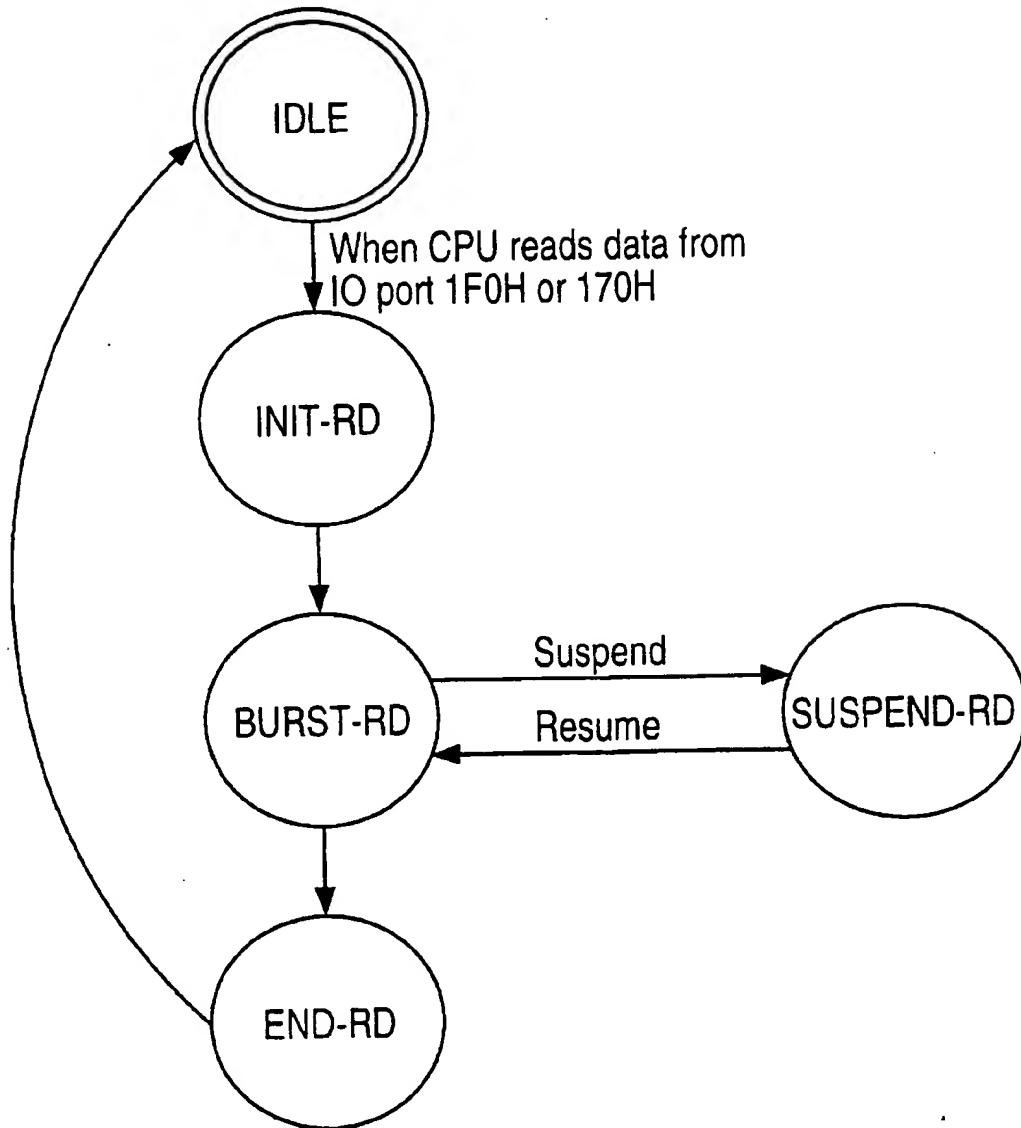 IDLE
When CPU reads data from
IO port 1F0H or 170H
INIT-RD
Suspend
BURST-RD
SUSPEND-RD
Resume
END-RD